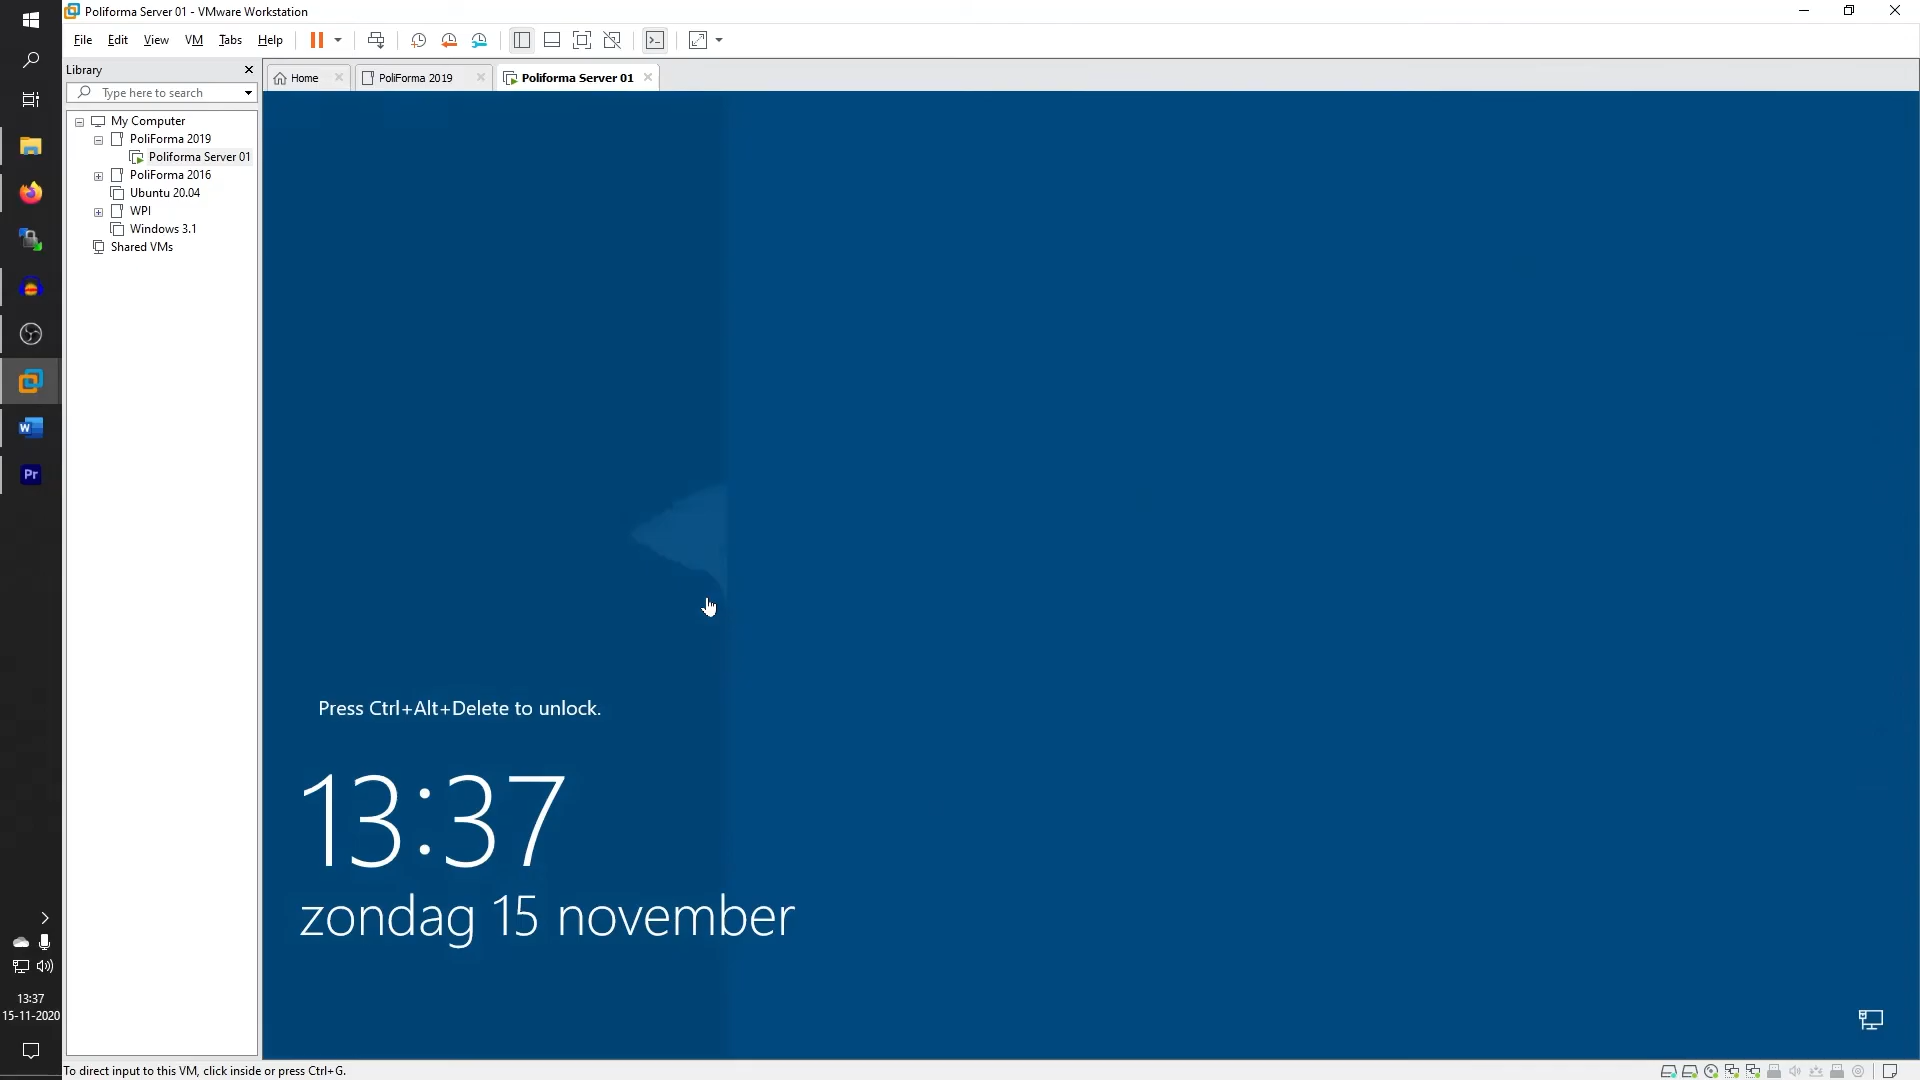 Poliforma Server 01 - VMware Workstation
File Edit View VM Tabs Help
Library
Type here to search
Home
PoliForma 2019
Poliforma Server 01
My Computer
PoliForma 2019
Poliforma Server 01
PoliForma 2016
Ubuntu 20.04
WPI
Windows 3.1
Shared VMs
W
Pr
Press Ctrl+Alt+Delete to unlock.
13:37
zondag 15 november
13:37
15-11-2020
To direct input to this VM, click inside or press Ctrl+G.